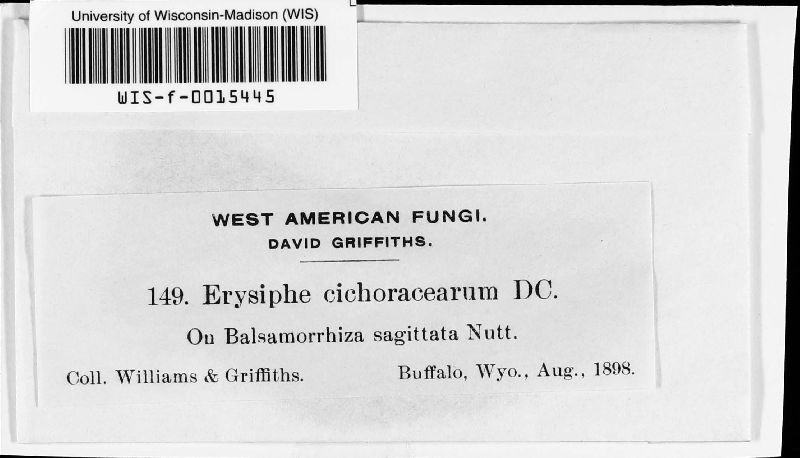 University of Wisconsin-Madison (WIS)
WIS-f-0015445
WEST AMERICAN FUNGI.
DAVID GRIFFITHS.
149. Erysiphe cichoracearum DC.
On Balsamorrhiza sagittata Nutt.
Coll. Williams & Griffiths.
Buffalo, Wyo., Aug., 1898.